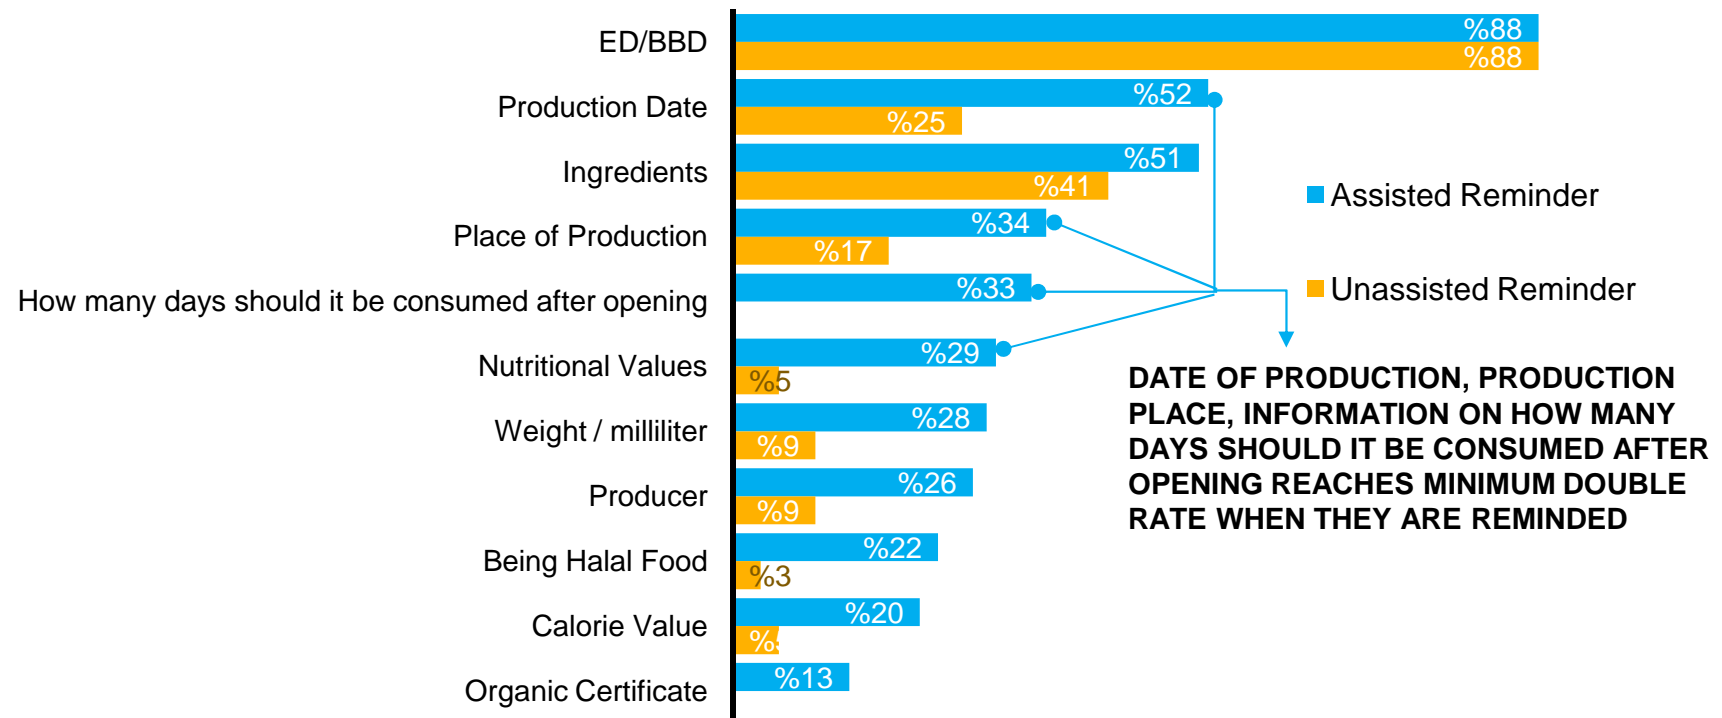 ED/BBD
%88
%88
Production Date
%52
%25
Ingredients
%51
%41
Place of Production
%34
%17
How many days should it be consumed after opening
%33
Nutritional Values
%29
%5
Weight / milliliter
%28
%9
Producer
%26
%9
Being Halal Food
%22
%3
Calorie Value
%20
%
Organic Certificate
%13
Assisted Reminder
Unassisted Reminder
DATE OF PRODUCTION, PRODUCTION
PLACE, INFORMATION ON HOW MANY
DAYS SHOULD IT BE CONSUMED AFTER
OPENING REACHES MINIMUM DOUBLE
RATE WHEN THEY ARE REMINDED